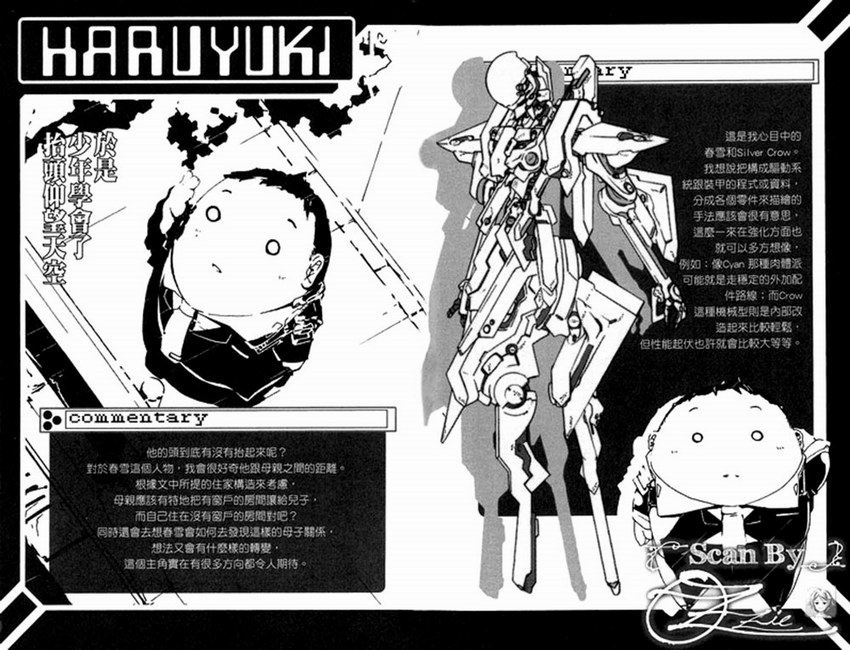 HARUYUKI
於是
少年學會了
抬頭仰望天空
commentary
他的頭到底有沒有抬起來呢？
對於春雪這個人物，我會很好奇他跟母親之間的距離。
根據文中所提的住家構造來考慮，
母親應該有特地把有窗戶的房間讓給兒子，
而自己住在沒有窗戶的房間對吧？
同時還會去想春雪會如何去發現這樣的母子關係，
想法又會有什麼樣的轉變，
這個主角實在有很多方向都令人期待。
mentary
這是我心目中的
春雪和Silver Crow。
我想說把構成驅動系
統跟裝甲的程式或資料，
分成各個零件來描繪的
手法應該會很有意思，
這麼一來在強化方面也
就可以多方想像，
例如：像Cyan 那種肉體派
可能就是走穩定的外加配
件路線；而Crow
這種機械型則是內部改
造起來比較輕鬆，
但性能起伏也許就會比較大等等。
Scan By